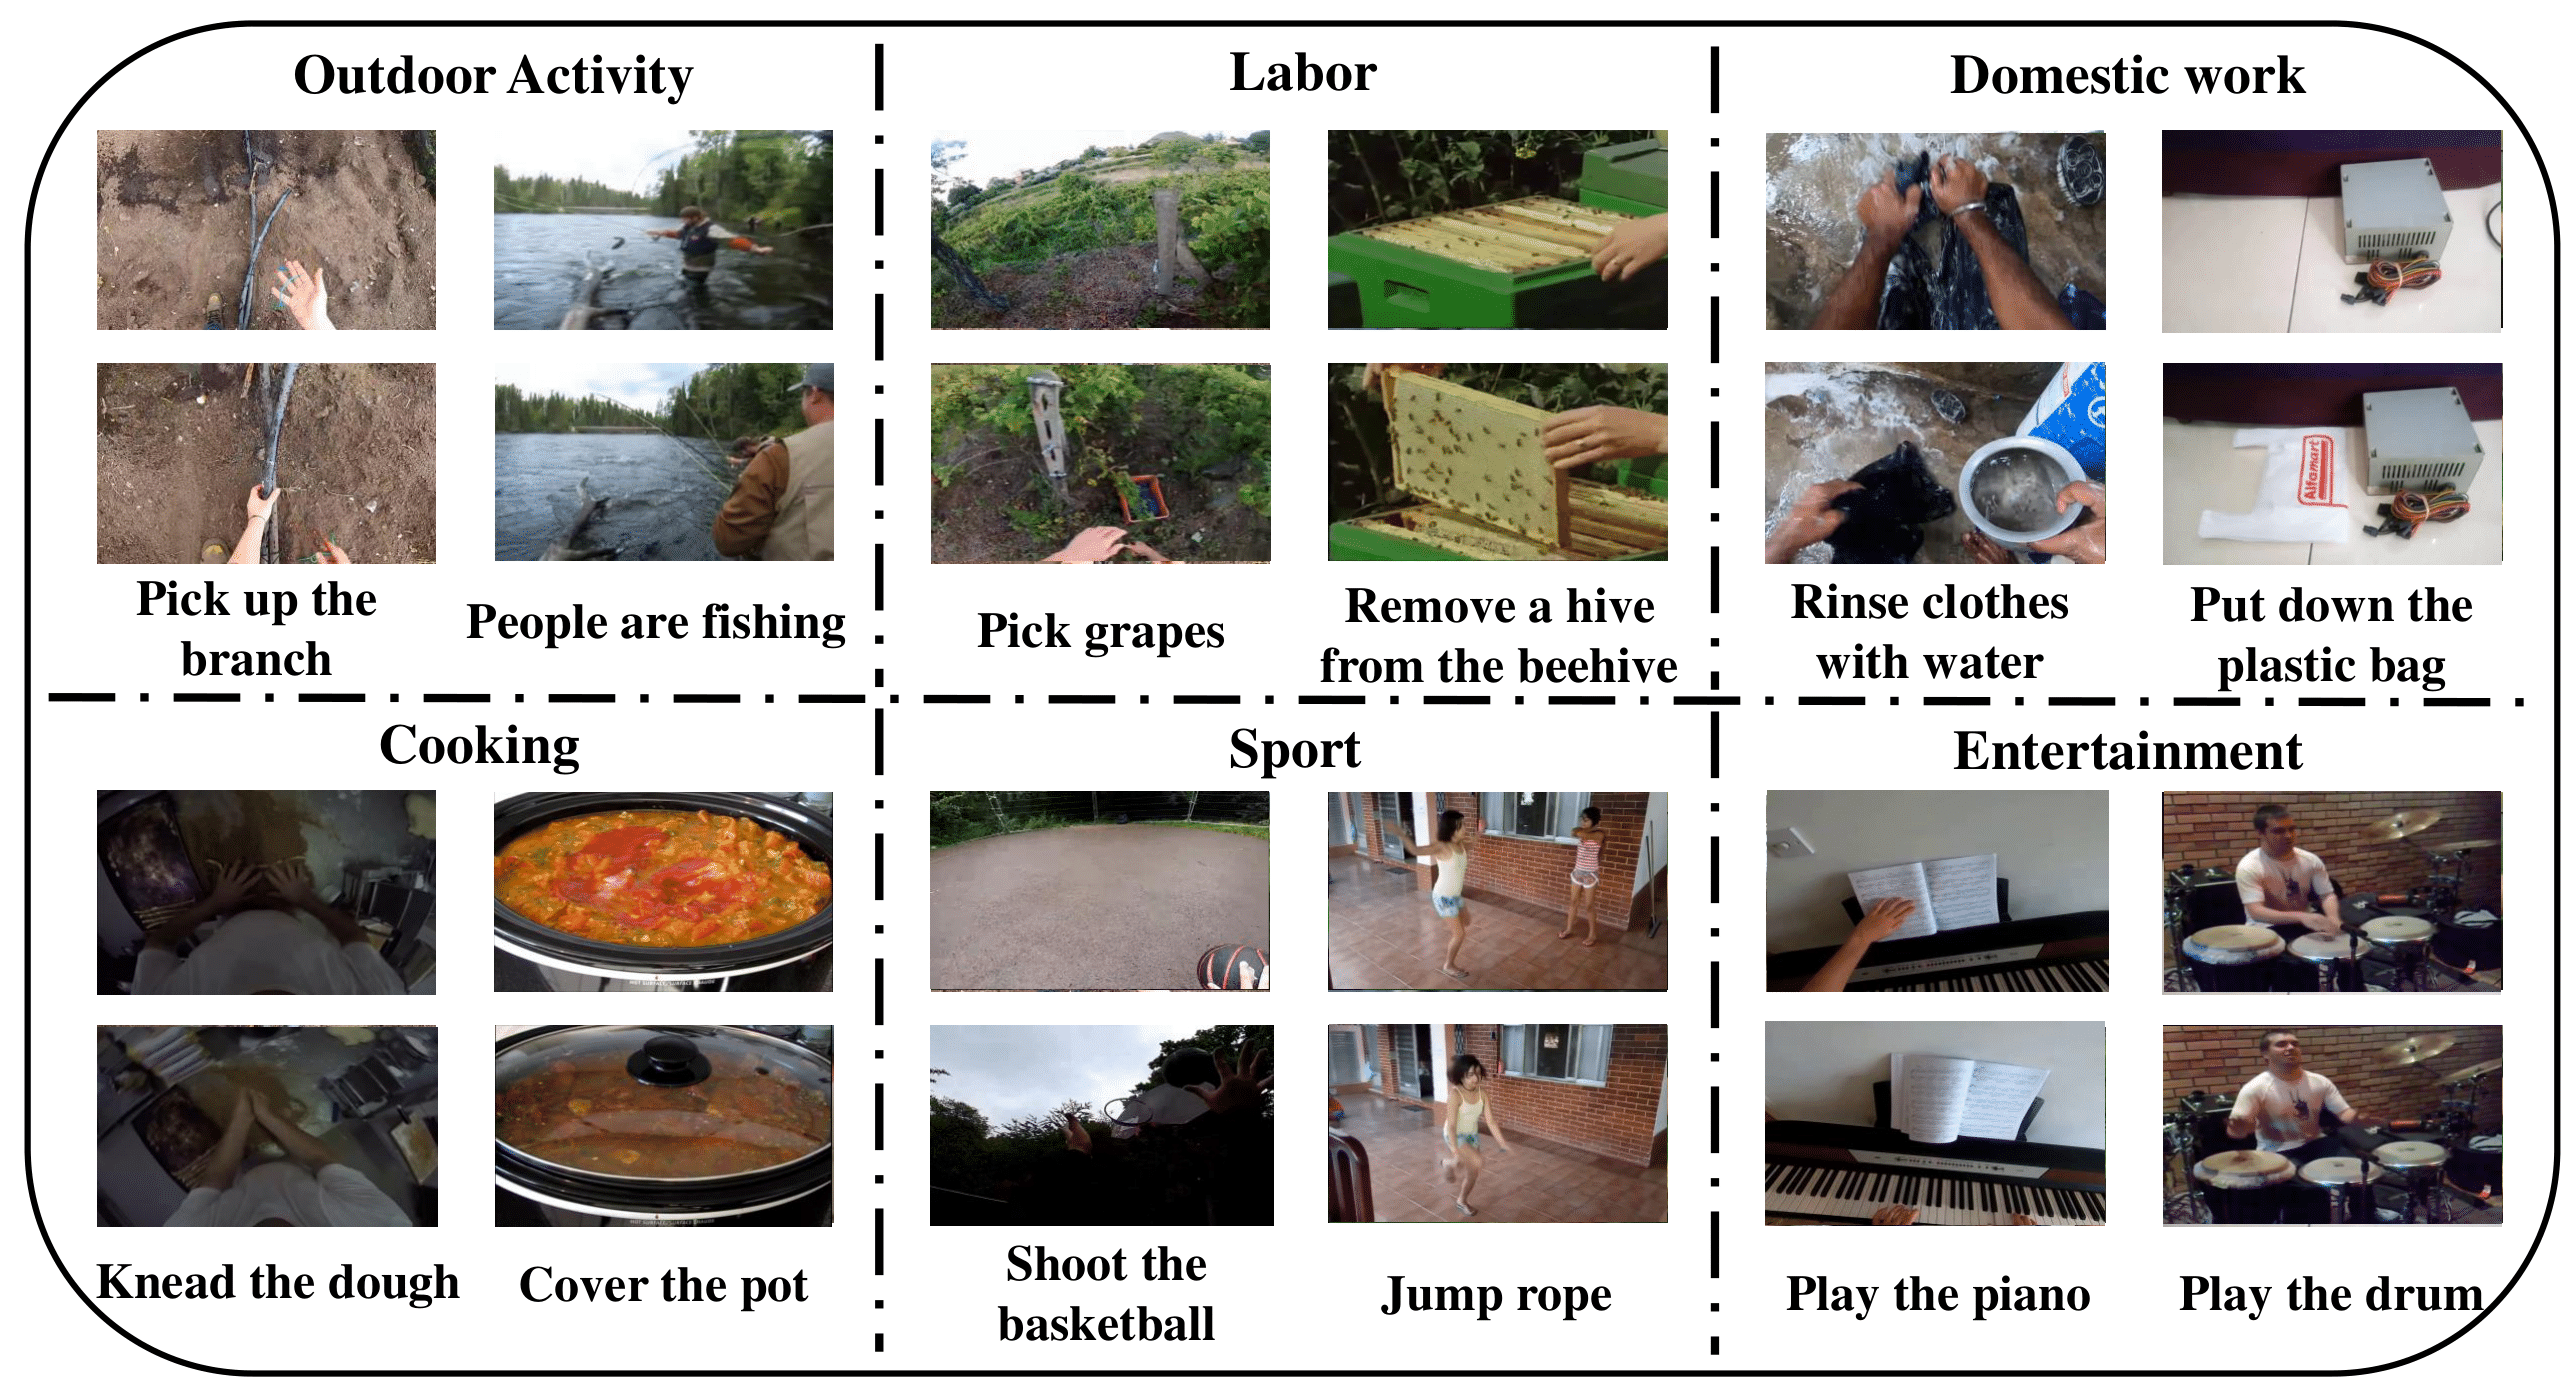 Outdoor Activity
Labor
Domestic work
Alfamart
Pick up the
branch
People are fishing
Pick grapes
Remove a hive
from the beehive
Rinse clothes
with water
Put down the
plastic bag
Cooking
Sport
Entertainment
Knead the dough
Cover the pot
Shoot the
basketball
Jump rope
Play the piano
Play the drum